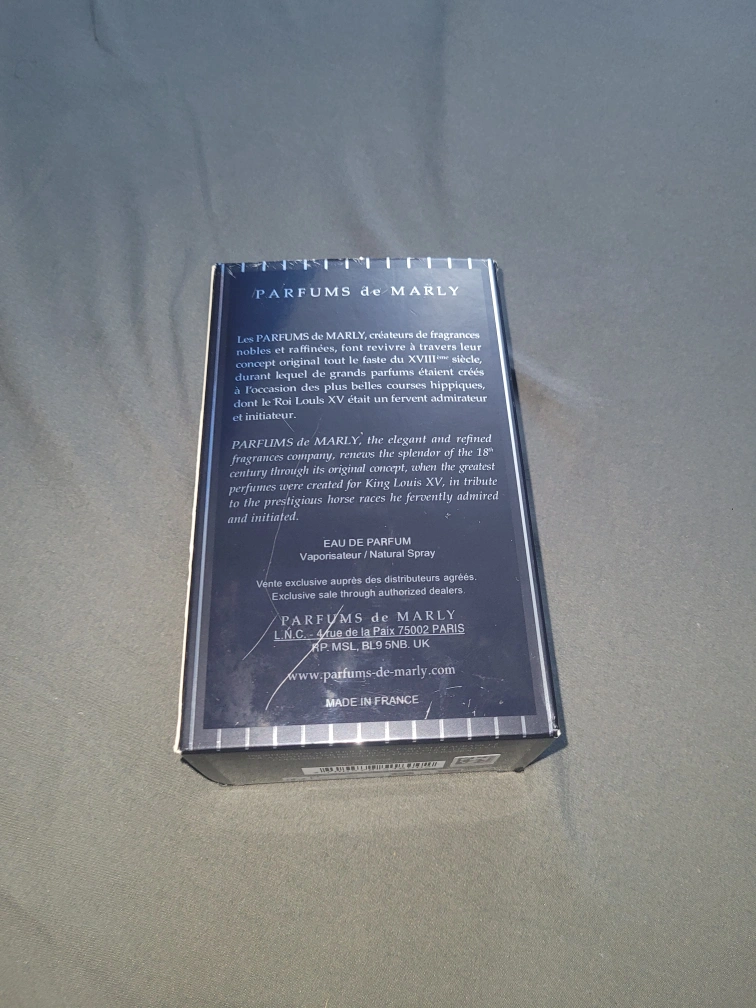 PARFUMS de MARLY
Les PARFUMS de MARLY, créateurs de fragrances
nobles et raffinées, font revivre à travers leur
concept original tout le faste du XVIIIème siècle,
durant lequel de grands parfums étaient créés
à l'occasion des plus belles courses hippiques,
dont le Roi Louis XV était un fervent admirateur
et initiateur.
PARFUMS de MARLY, the elegant and refined
fragrances company, renews the splendor of the 18th
century through its original concept, when the greatest
perfumes were created for King Louis XV, in tribute
to the prestigious horse races he fervently admired
and initiated.
EAU DE PARFUM
Vaporisateur / Natural Spray
Vente exclusive auprès des distributeurs agréés.
Exclusive sale through authorized dealers.
PARFUMS de MARLY
L.N.C. - 4 rue de la Paix 75002 PARIS
RP. MSL, BL9 5NB. UK
www.parfums-de-marly.com
MADE IN FRANCE